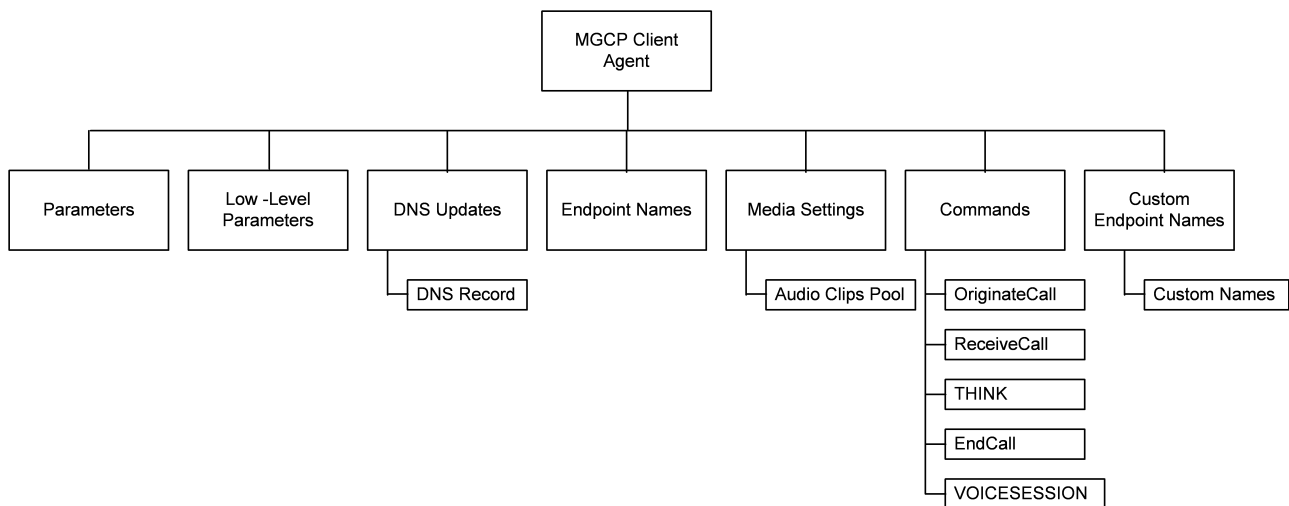 MGCP Client
Agent
Parameters
Low -Level
Parameters
DNS Updates
Endpoint Names
Media Settings
Commands
Custom
Endpoint Names
DNS Record
Audio Clips Pool
OriginateCall
Custom Names
ReceiveCall
THINK
EndCall
VOICESESSION